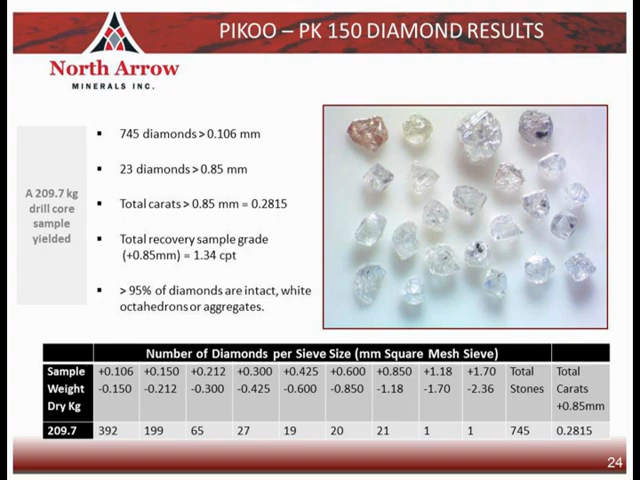 PIKOO – PK 150 DIAMOND RESULTS
North Arrow
MINERALS INC.
A 209.7 kg
drill core
sample
yielded
▪ 745 diamonds > 0.106 mm
▪ 23 diamonds > 0.85 mm
▪ Total carats > 0.85 mm = 0.2815
▪ Total recovery sample grade
(+0.85mm) = 1.34 cpt
▪ > 95% of diamonds are intact, white
octahedrons or aggregates.
Number of Diamonds per Sieve Size (mm Square Mesh Sieve)
Sample +0.106 +0.150 +0.212 +0.300 +0.425 +0.600 +0.850 +1.18 +1.70 Total Total
Weight -0.150 -0.212 -0.300 -0.425 -0.600 -0.850 -1.18 -1.70 -2.36 Stones Carats
Dry Kg +0.85mm
209.7 392 199 65 27 19 20 21 1 1 745 0.2815
24